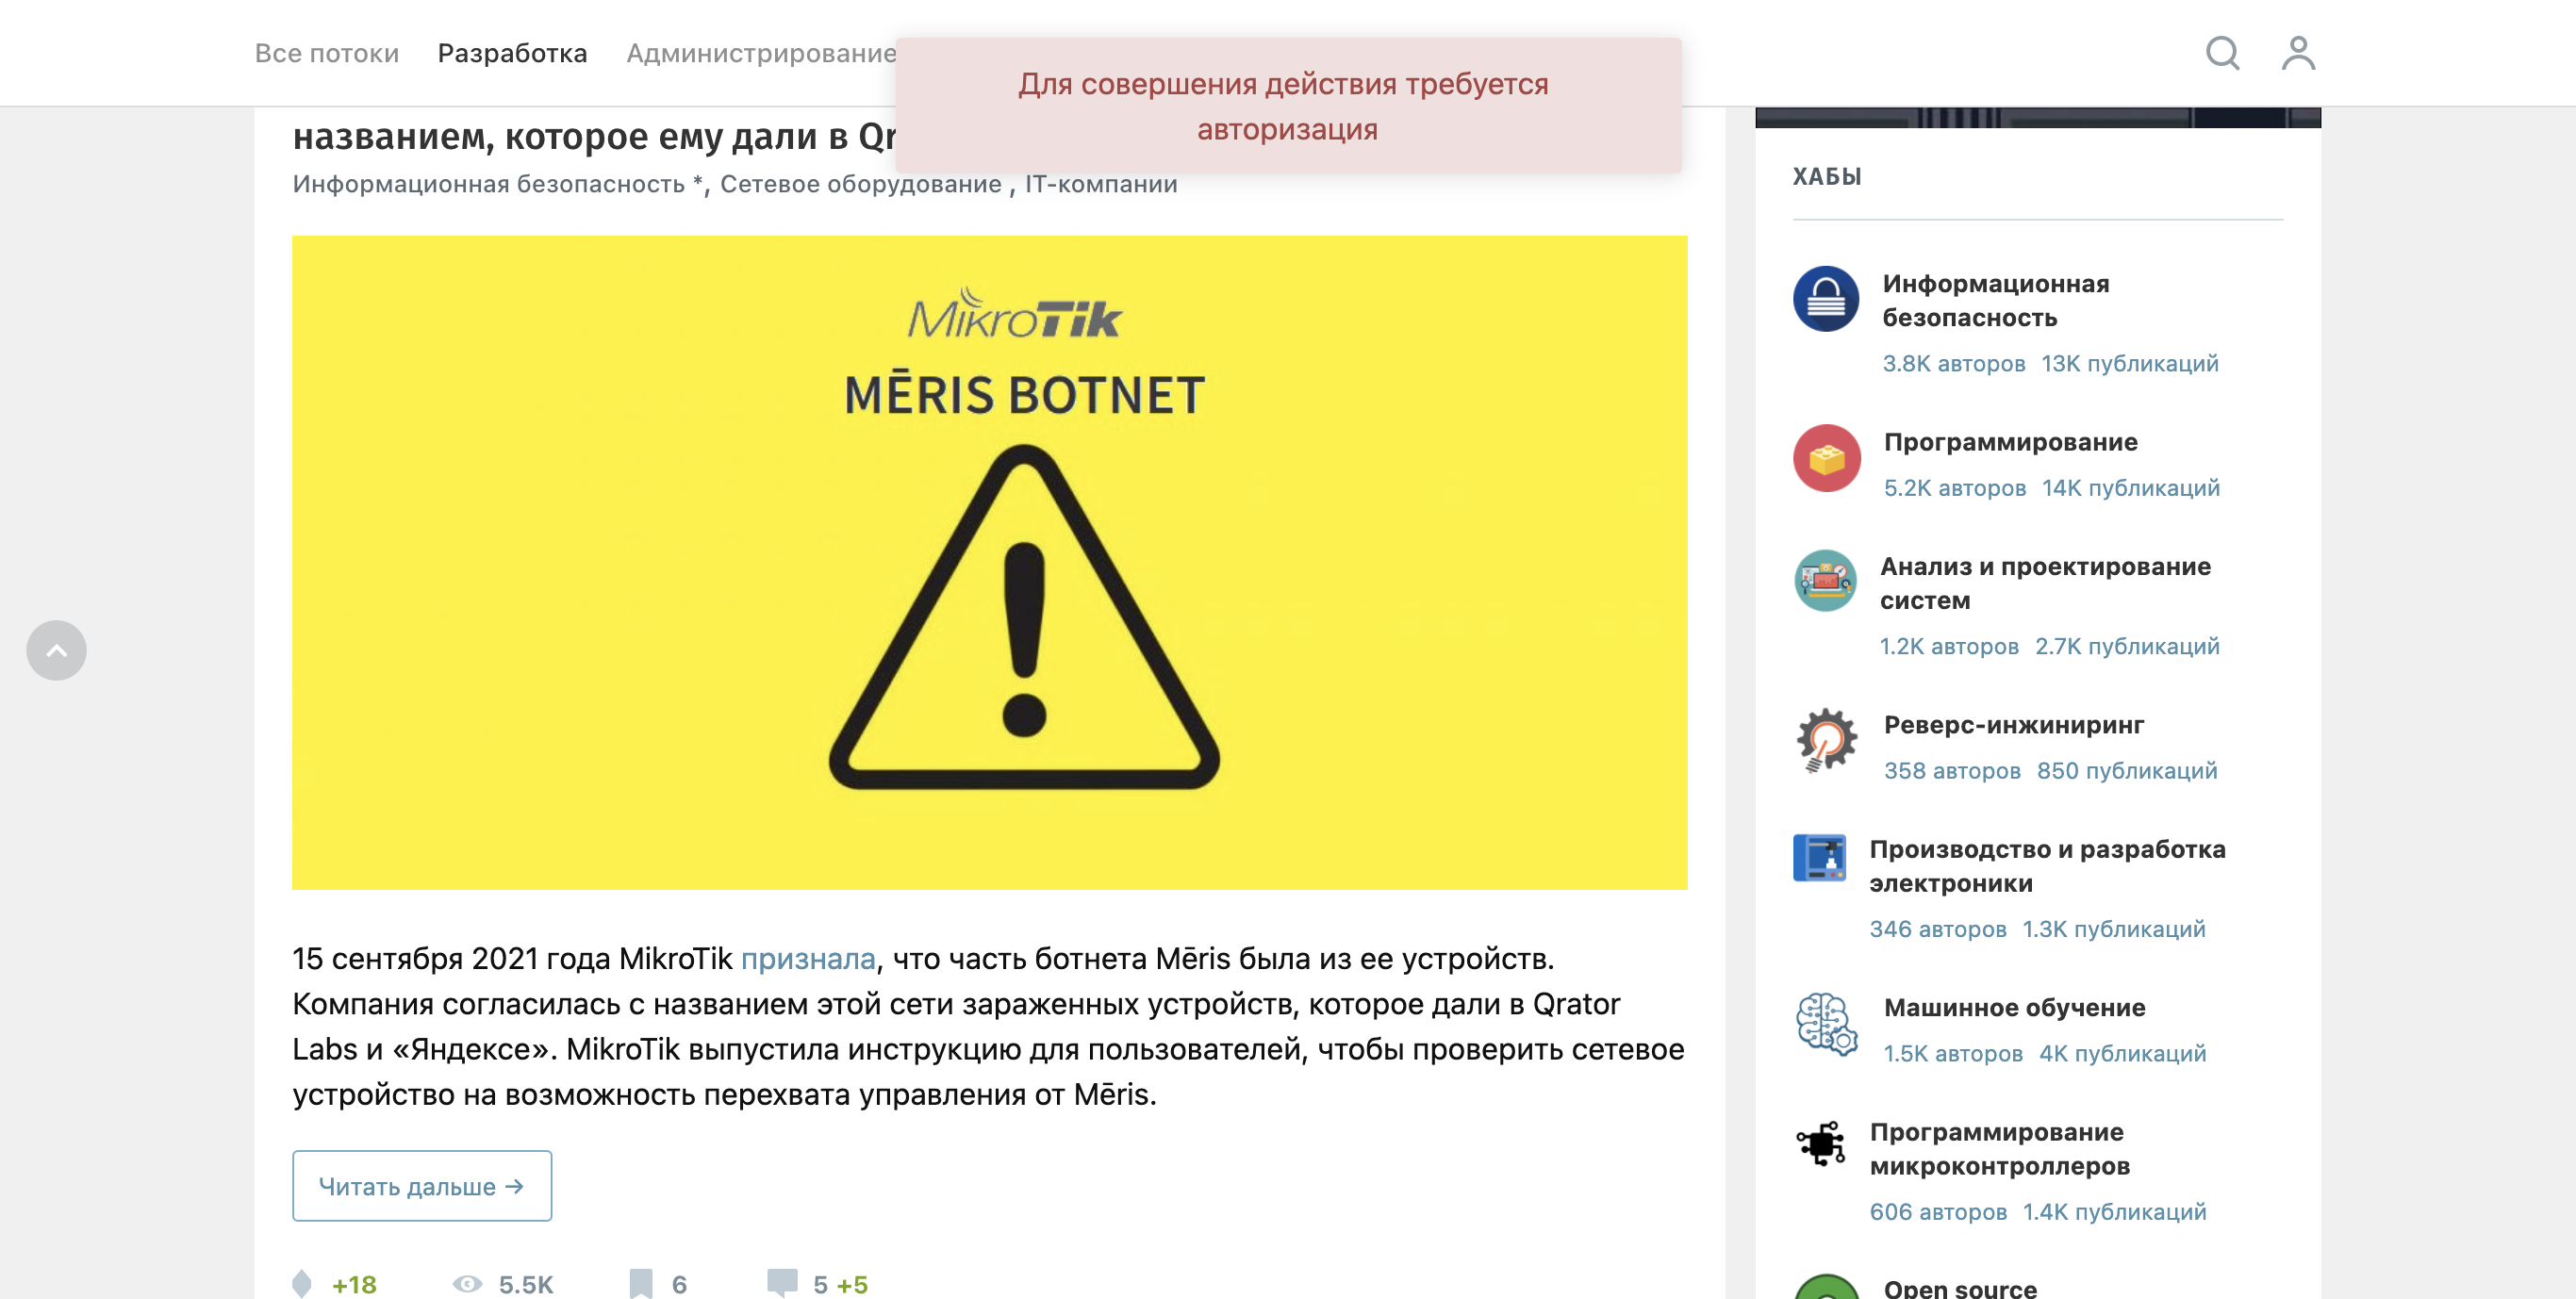 Все потоки Разработка Администрирование
Для совершения действия требуется
авторизация
названием, которое ему дали в Qr
Информационная безопасность *, Сетевое оборудование , IT-компании
MikroTik
MĒRIS BOTNET
15 сентября 2021 года MikroTik признала, что часть ботнета Mēris была из ее устройств.
Компания согласилась с названием этой сети зараженных устройств, которое дали в Qrator
Labs и «Яндексе». MikroTik выпустила инструкцию для пользователей, чтобы проверить сетевое
устройство на возможность перехвата управления от Mēris.
Читать дальше →
+18 5.5K 6 5 +5
ХАБЫ
Информационная
безопасность
3.8K авторов 13K публикаций
Программирование
5.2K авторов 14K публикаций
Анализ и проектирование
систем
1.2K авторов 2.7K публикаций
Реверс-инжиниринг
358 авторов 850 публикаций
Производство и разработка
электроники
346 авторов 1.3K публикаций
Машинное обучение
1.5K авторов 4K публикаций
Программирование
микроконтроллеров
606 авторов 1.4K публикаций
Open source